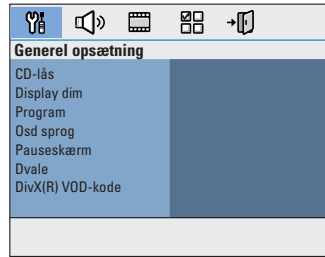 Generel opsætning
CD-lås
Display dim
Program
Osd sprog
Pauseskærm
Dvale
DivX(R) VOD-kode